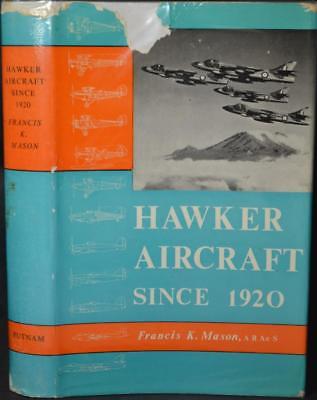 HAWKER
AIRCRAFT
SINCE
1920
FRANCIS
K.
MASON
PUTNAM
HAWKER
AIRCRAFT
SINCE 1920
Francis K. Mason, A R Ae S